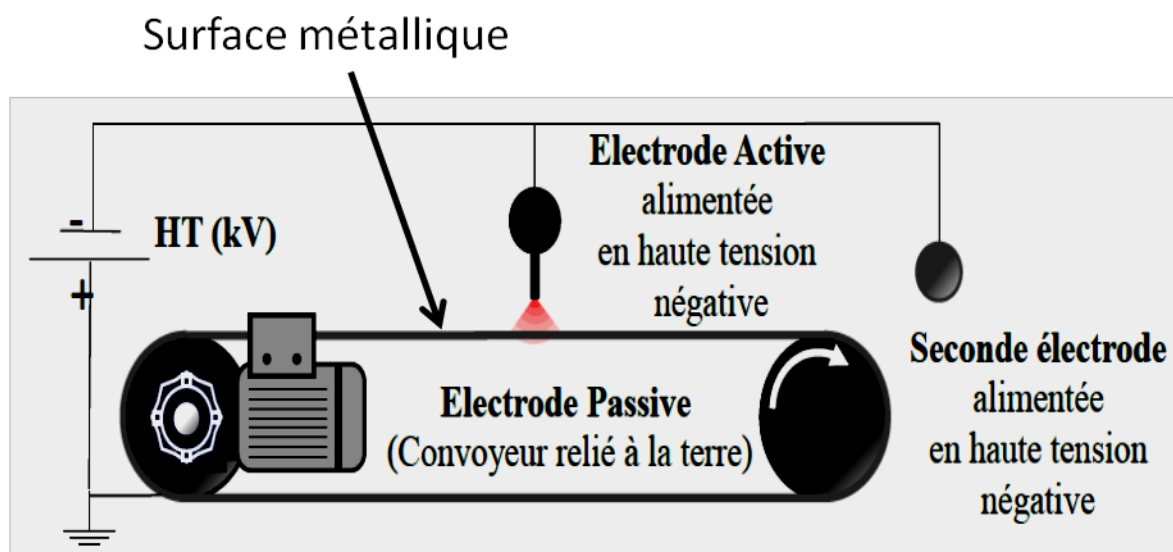 Surface métallique
Electrode Active
alimentée
en haute tension
négative
-
HT (kV)
+
Electrode Passive
(Convoyeur relié à la terre)
Seconde électrode
alimentée
en haute tension
négative